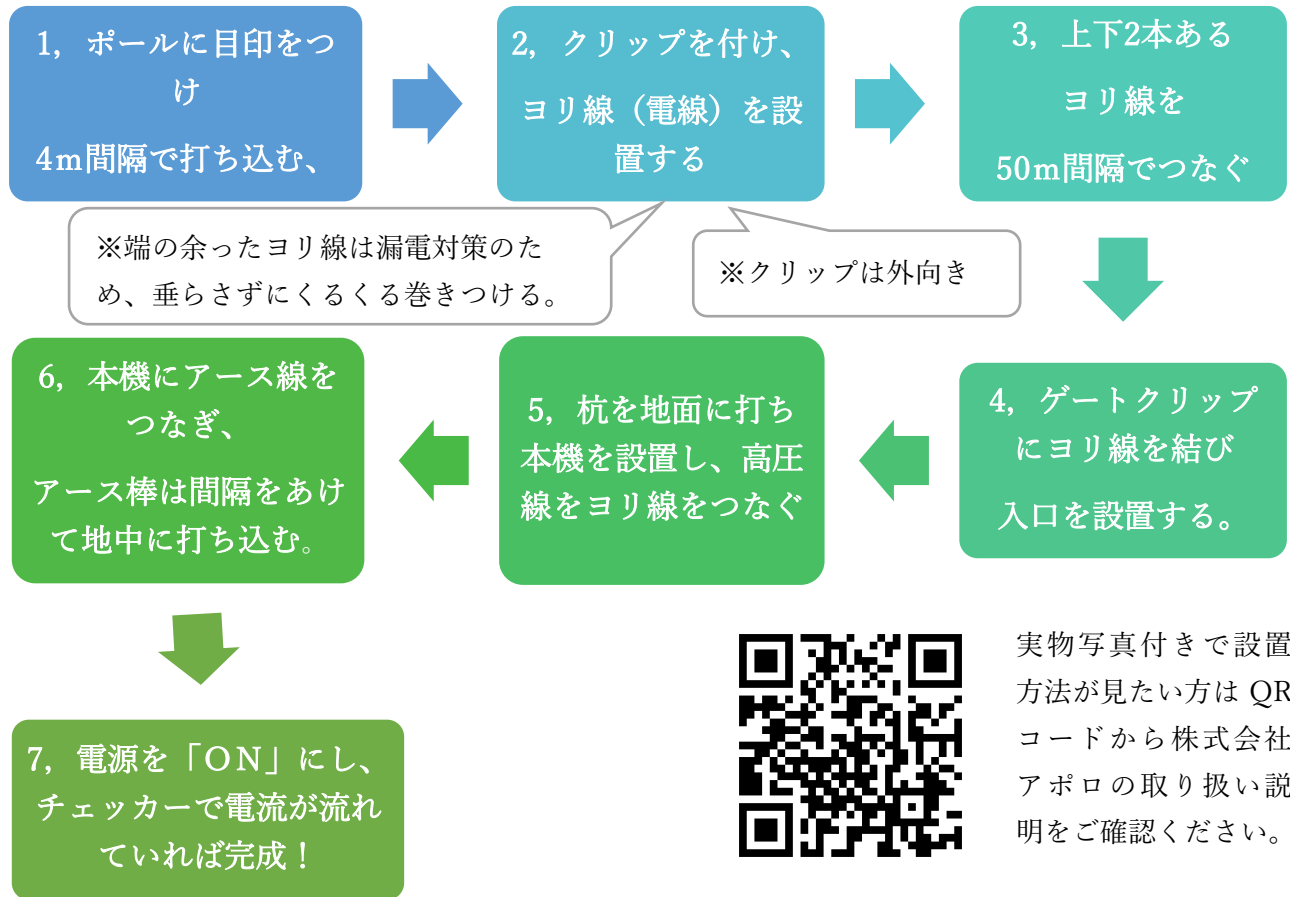 1，ポールに目印をつ
け
4ｍ間隔で打ち込む、
2，クリップを付け、
ヨリ線（電線）を設
置する
3，上下2本ある
ヨリ線を
50ｍ間隔でつなぐ
※端の余ったヨリ線は漏電対策のた
め、垂らさずにくるくる巻きつける。
※クリップは外向き
4，ゲートクリップ
にヨリ線を結び
入口を設置する。
5，杭を地面に打ち
本機を設置し、高圧
線をヨリ線をつなぐ
6，本機にアース線を
つなぎ、
アース棒は間隔をあけ
て地中に打ち込む。
7，電源を「ＯＮ」にし、
チェッカーで電流が流れ
ていれば完成！
実物写真付きで設置
方法が見たい方は QR
コードから株式会社
アポロの取り扱い説
明をご確認ください。